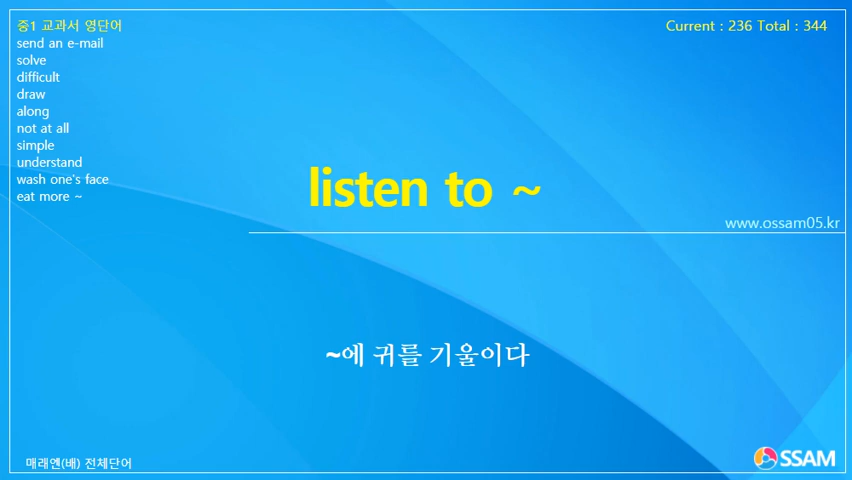 중1 교과서 영단어
send an e-mail
solve
difficult
draw
along
not at all
simple
understand
wash one's face
eat more ~
Current : 236 Total : 344
listen to ~
www.ossam05.kr
~에 귀를 기울이다
매래엔(배) 전체단어
OSSAM